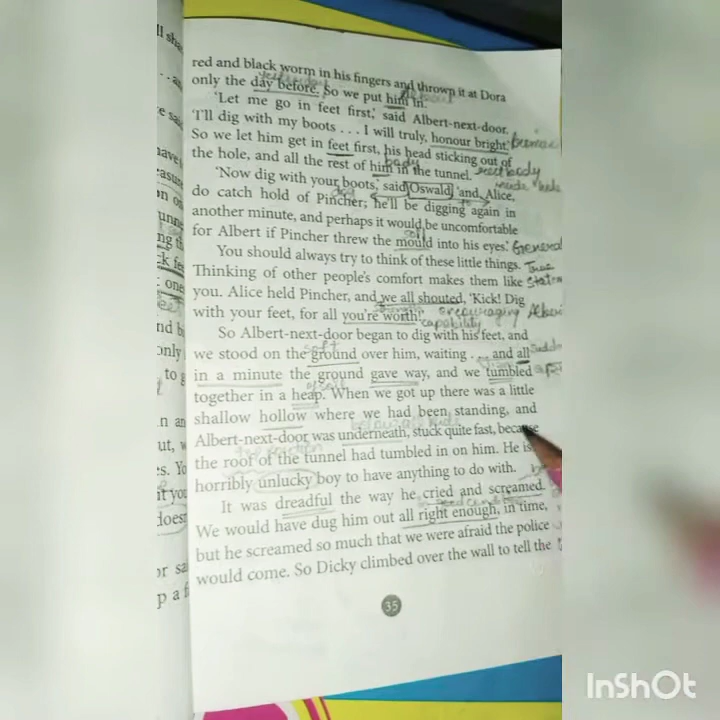 red and black worm in his fingers and thrown it at Dora
only the day before. So we put him in.
'Let me go in feet first,' said Albert-next-door.
'I'll dig with my boots . . . I will truly, honour bright.'
So we let him get in feet first, his head sticking out of
the hole, and all the rest of him in the tunnel.
'Now dig with your boots,' said Oswald, 'and Alice,
do catch hold of Pincher; he'll be digging again in
another minute, and perhaps it would be uncomfortable
for Albert if Pincher threw the mould into his eyes.'
You should always try to think of these little things.
Thinking of other people's comfort makes them like
you. Alice held Pincher, and we all shouted, 'Kick! Dig
with your feet, for all you're worth.'
capability
So Albert-next-door began to dig with his feet, and
we stood on the ground over him, waiting . . . and all
in a minute the ground gave way, and we tumbled
together in a heap. When we got up there was a little
shallow hollow where we had been standing, and
Albert-next-door was underneath, stuck quite fast, because
the roof of the tunnel had tumbled in on him. He is
horribly unlucky boy to have anything to do with.
It was dreadful the way he cried and screamed.
We would have dug him out all right enough, in time,
but he screamed so much that we were afraid the police
would come. So Dicky climbed over the wall to tell the
35
InShOt